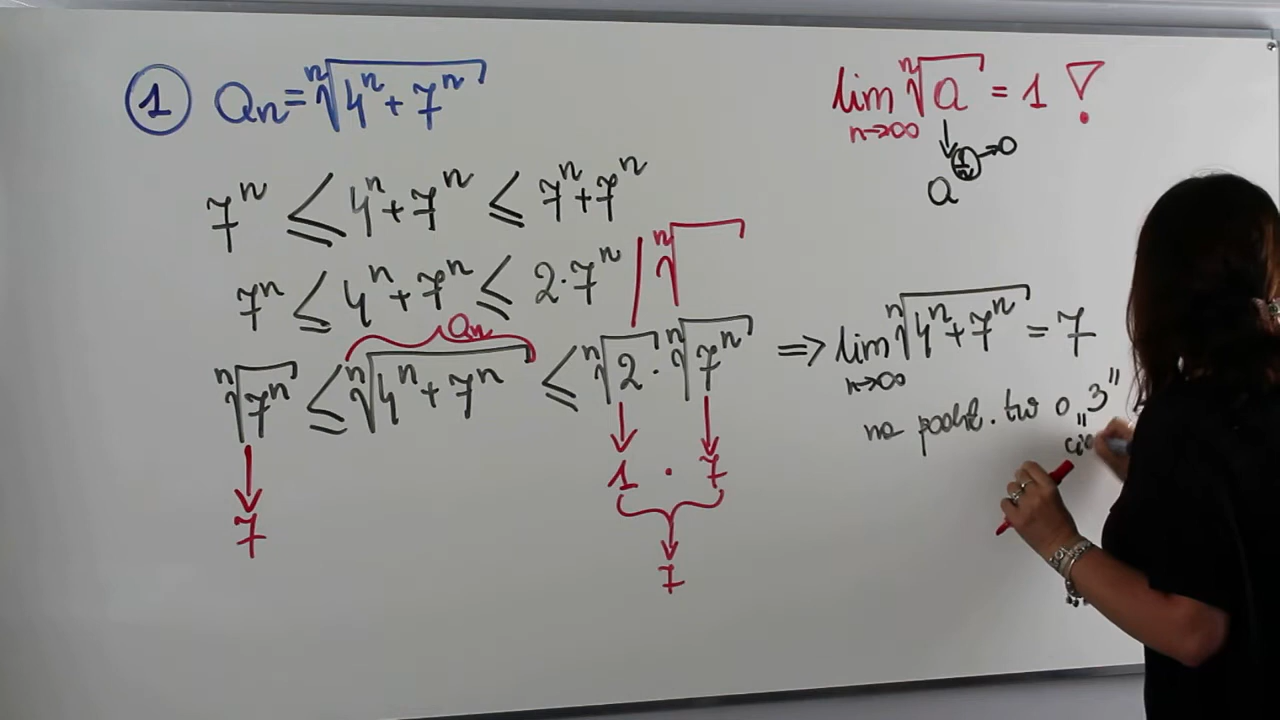 1 an = ⁿ√(4ⁿ + 7ⁿ)
7ⁿ ≤ 4ⁿ + 7ⁿ ≤ 7ⁿ + 7ⁿ
7ⁿ ≤ 4ⁿ + 7ⁿ ≤ 2 · 7ⁿ / ⁿ√
an
ⁿ√7ⁿ ≤ ⁿ√(4ⁿ + 7ⁿ) ≤ ⁿ√2 · ⁿ√7ⁿ
↓ ↓ ↓
7 1 · 7
↓
7
lim ⁿ√a = 1 !
n→∞
↓
a^(1/n) → 0
⇒ lim ⁿ√(4ⁿ + 7ⁿ) = 7
n→∞
na podst. tw o „3"